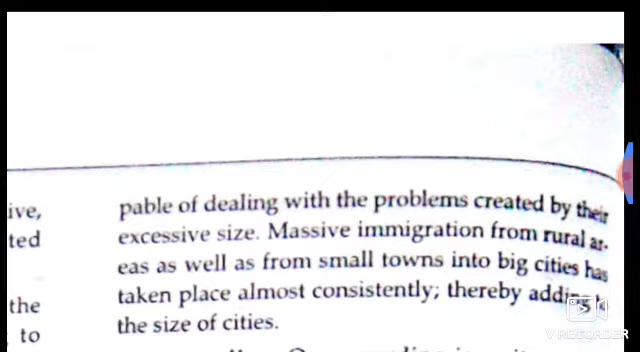 ive,
ted
the
to
pable of dealing with the problems created by their
excessive size. Massive immigration from rural ar-
eas as well as from small towns into big cities has
taken place almost consistently; thereby adding
the size of cities.
V RECORDER